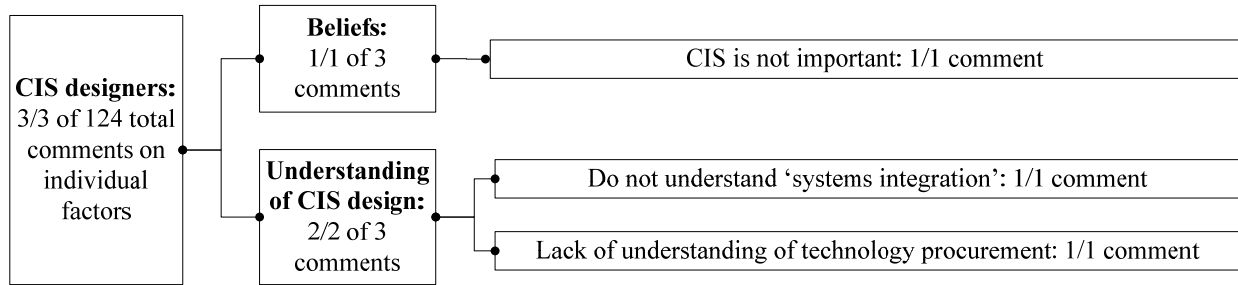 CIS designers:
3/3 of 124 total
comments on
individual
factors
Beliefs:
1/1 of 3
comments
CIS is not important: 1/1 comment
Understanding
of CIS design:
2/2 of 3
comments
Do not understand ‘systems integration’: 1/1 comment
Lack of understanding of technology procurement: 1/1 comment